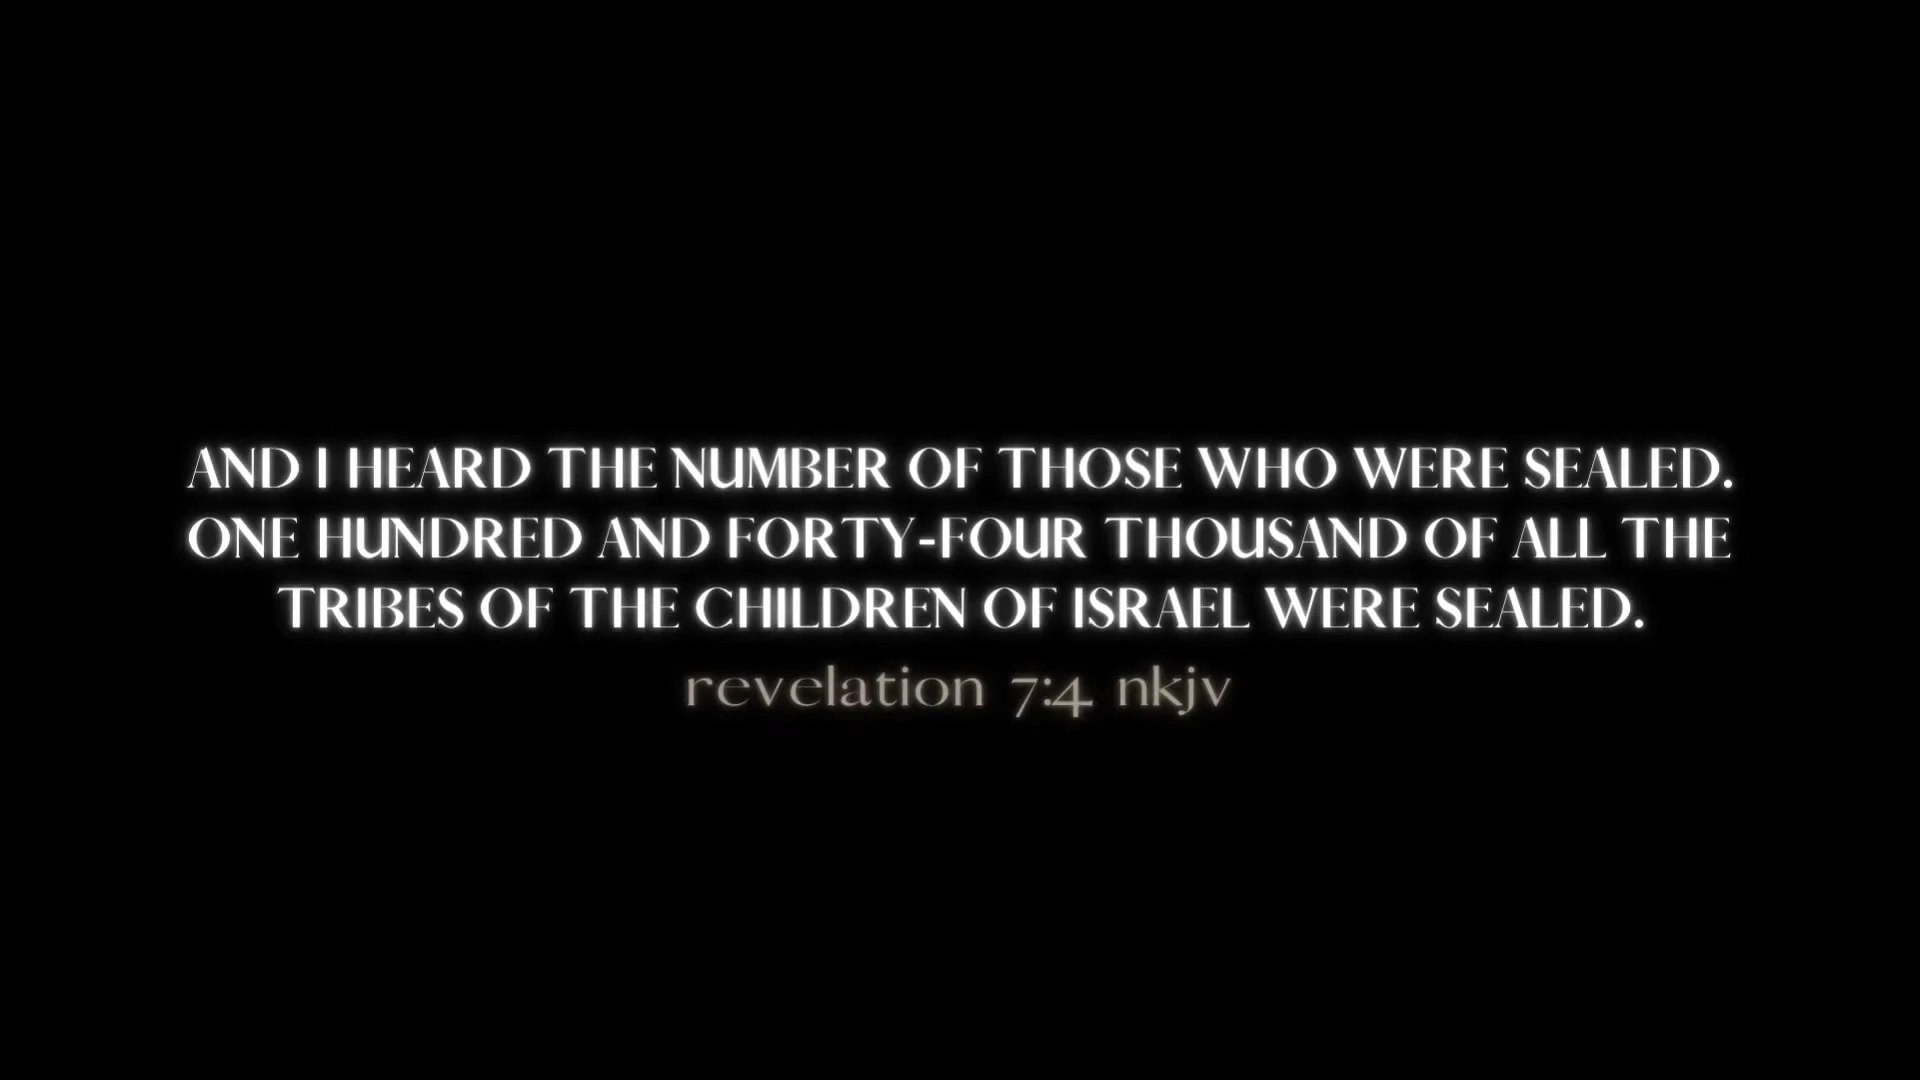 AND I HEARD THE NUMBER OF THOSE WHO WERE SEALED.
ONE HUNDRED AND FORTY-FOUR THOUSAND OF ALL THE
TRIBES OF THE CHILDREN OF ISRAEL WERE SEALED.
revelation 7:4 nkjv